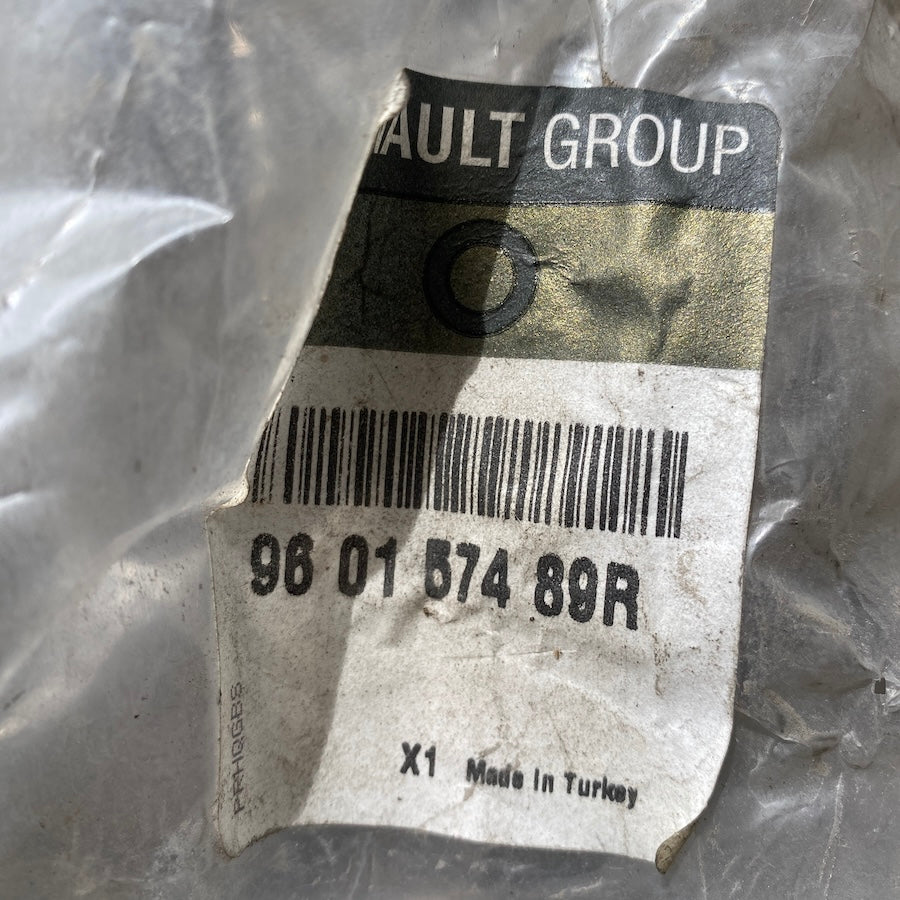 AULT GROUP
96 01 574 89R
X1 Made In Turkey